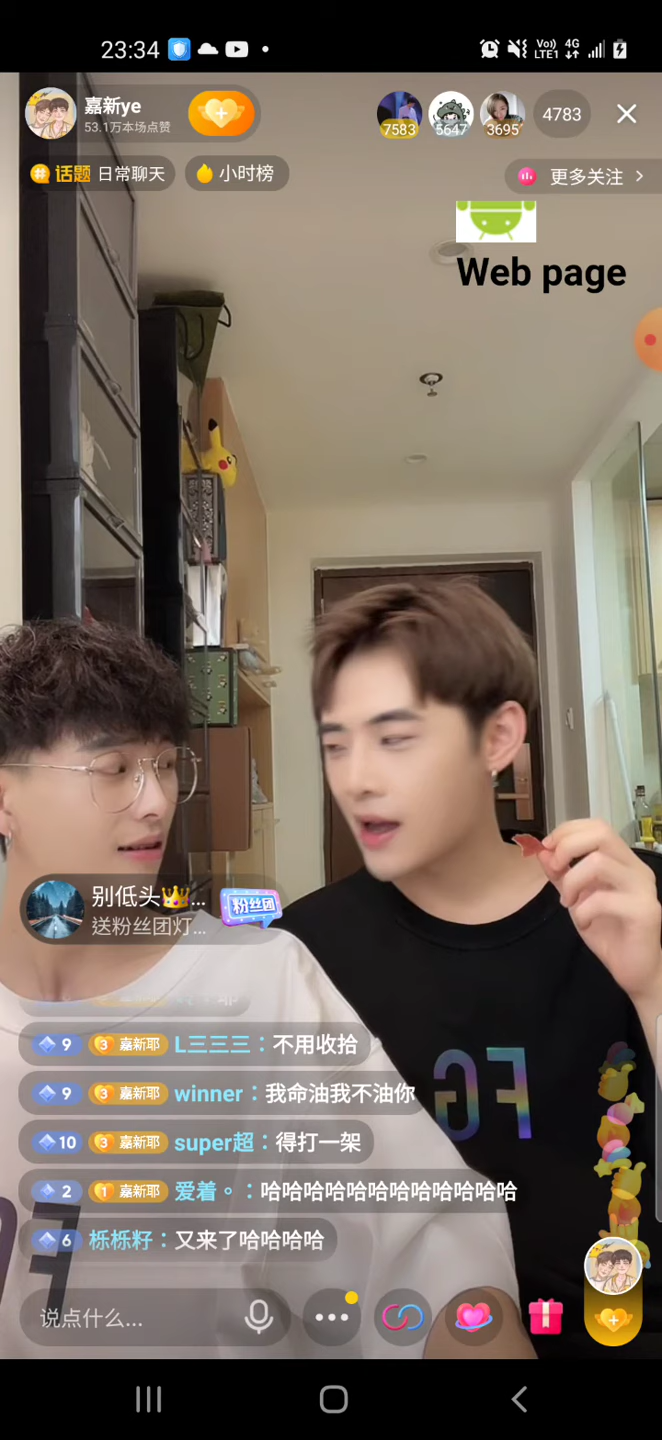 23:34
Vo)) 4G
LTE1
嘉新ye
53.1万本场点赞
7583
5647
3695
4783
话题 日常聊天
小时榜
更多关注
Web page
别低头👑...
送粉丝团灯...
粉丝团
9 3 嘉新耶 L三三三：不用收拾
9 3 嘉新耶 winner：我命油我不油你
10 3 嘉新耶 super超：得打一架
2 1 嘉新耶 爱着。：哈哈哈哈哈哈哈哈哈哈哈哈
6 栎栎籽：又来了哈哈哈哈
FG
说点什么...